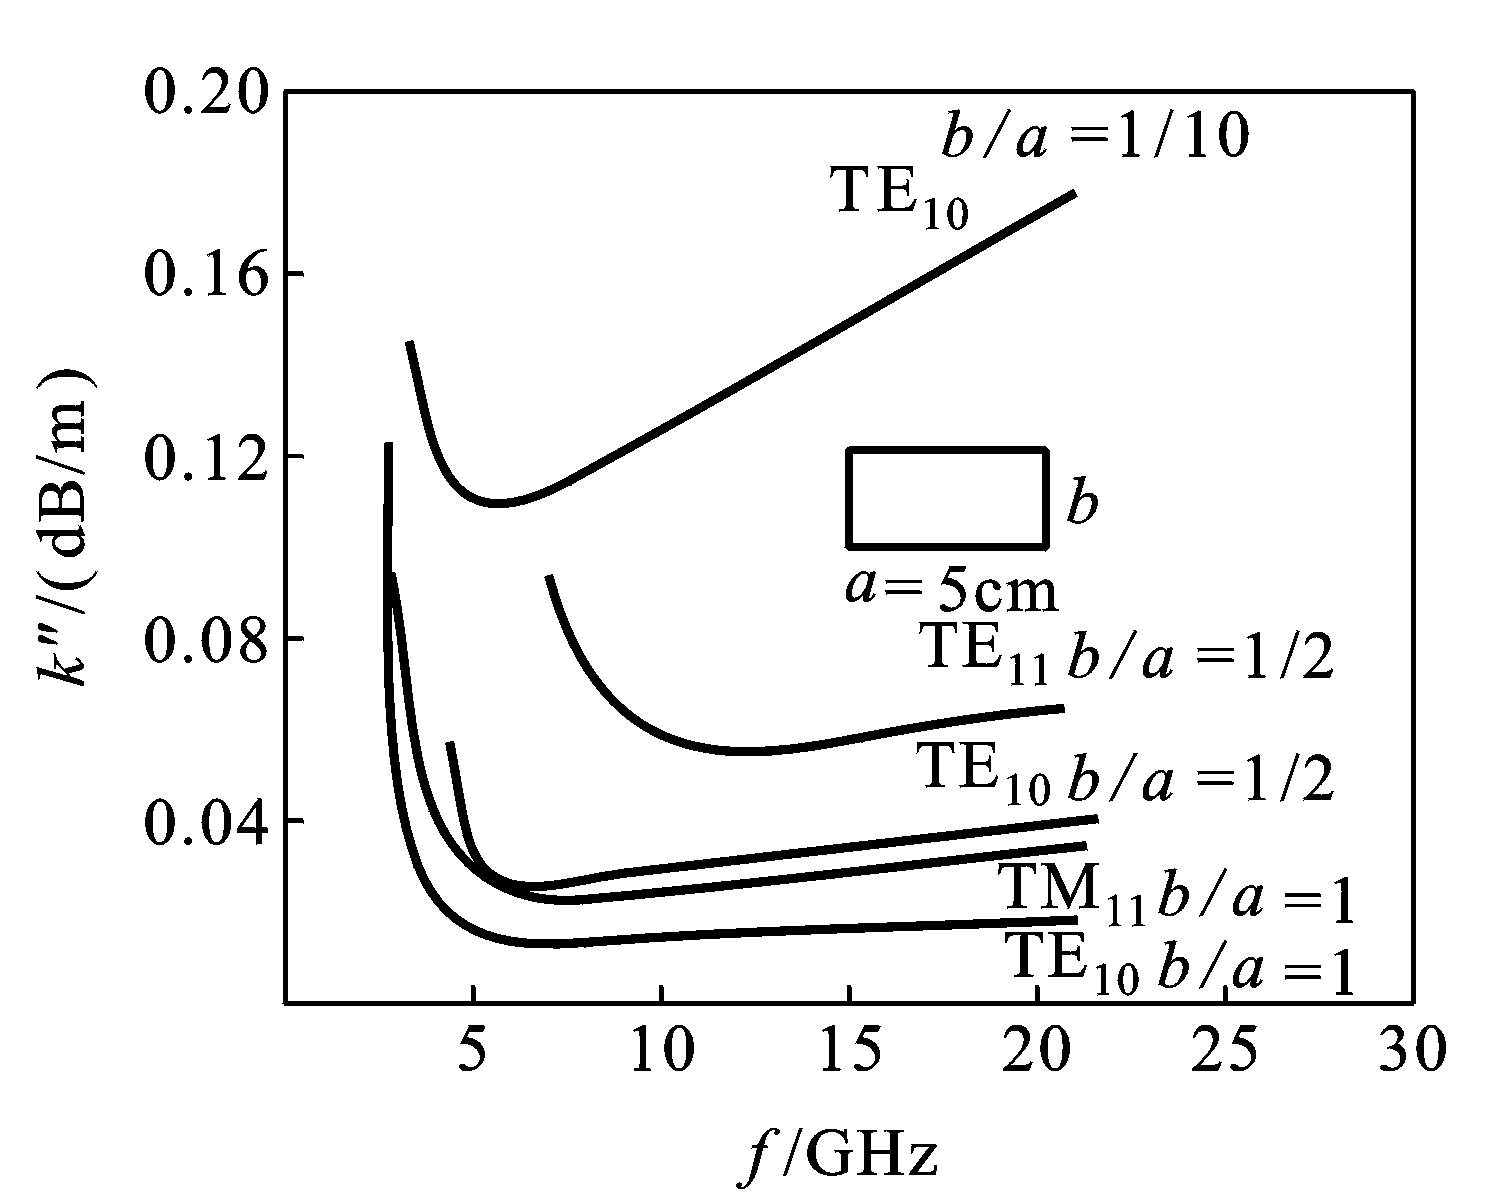 0.20
b/a =1/10
TE10
0.16
k″/(dB/m)
0.12
b
a=5cm
0.08
TE11 b/a =1/2
TE10 b/a =1/2
0.04
TM11 b/a =1
TE10 b/a =1
5 10 15 20 25 30
f/GHz